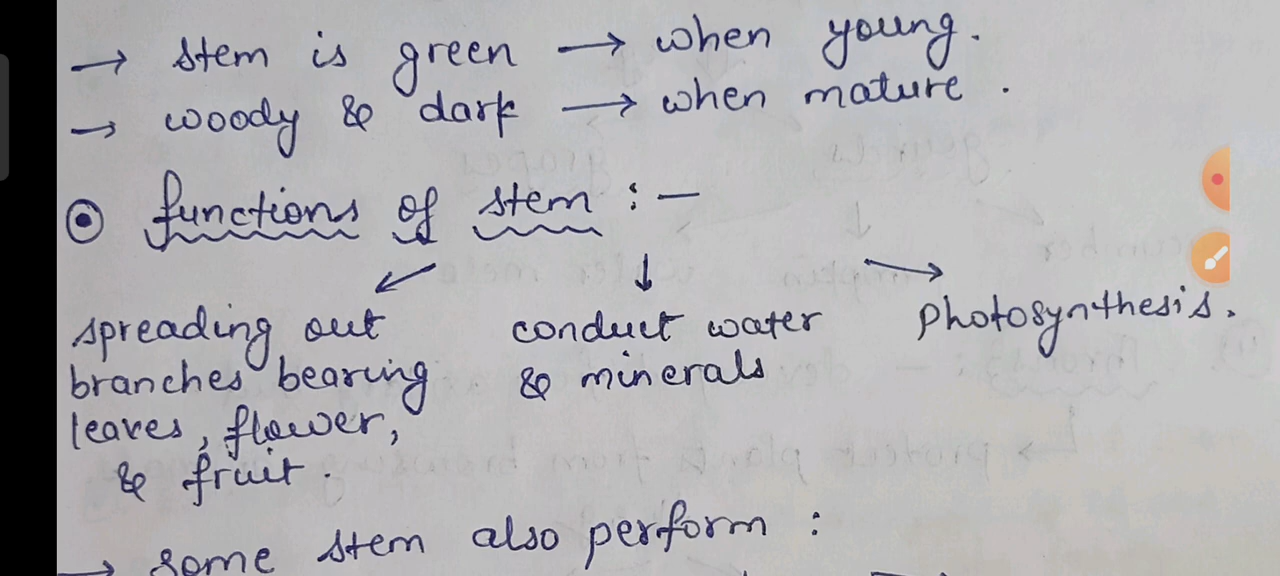 → stem is green → when young.
→ woody & dark → when mature.
functions of stem :-
spreading out
branches bearing
leaves, flower,
& fruit.
conduct water
& minerals
photosynthesis.
→ some stem also perform :